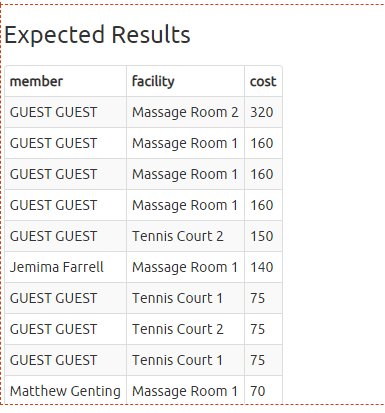 Expected Results
member facility cost
GUEST GUEST Massage Room 2 320
GUEST GUEST Massage Room 1 160
GUEST GUEST Massage Room 1 160
GUEST GUEST Massage Room 1 160
GUEST GUEST Tennis Court 2 150
Jemima Farrell Massage Room 1 140
GUEST GUEST Tennis Court 1 75
GUEST GUEST Tennis Court 2 75
GUEST GUEST Tennis Court 1 75
Matthew Genting Massage Room 1 70